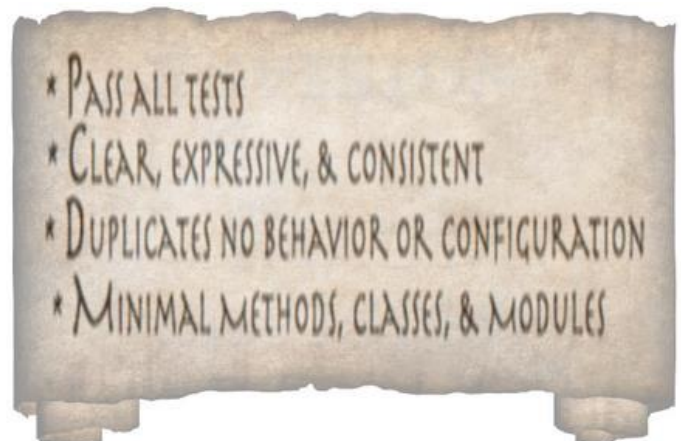 * Pass all tests
* Clear, expressive, & consistent
* Duplicates no behavior or configuration
* Minimal methods, classes, & modules